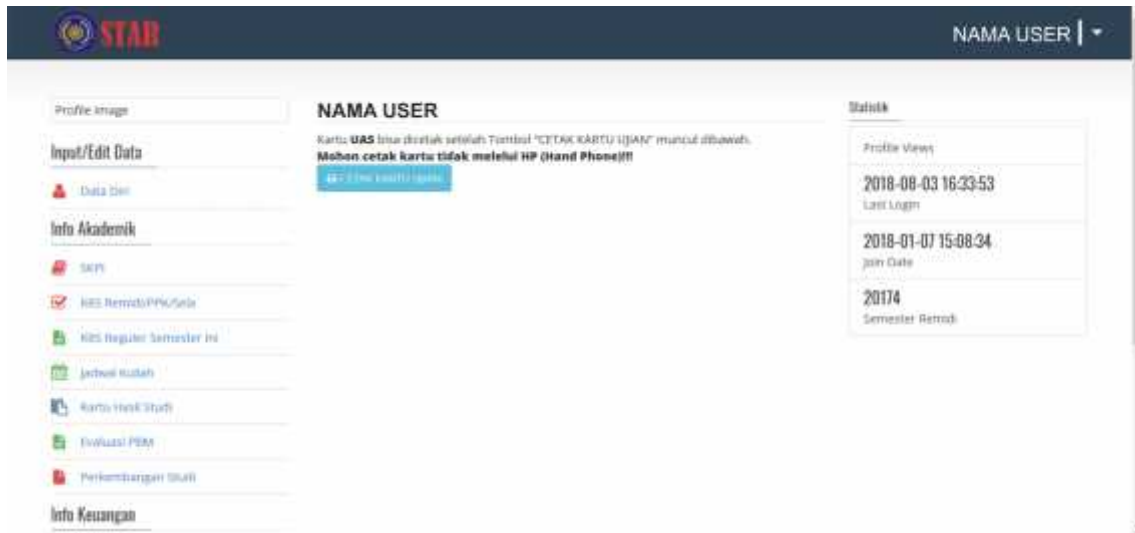 STAR
NAMA USER
Profile Image
Input/Edit Data
Data Diri
Info Akademik
SKPI
KRS Remidi/PPK/Sela
KRS Reguler Semester ini
Jadwal Kuliah
Kartu Hasil Studi
Evaluasi PBM
Perkembangan Studi
Info Keuangan
NAMA USER
Kartu UAS bisa dicetak setelah Tombol "CETAK KARTU UJIAN" muncul dibawah.
Mohon cetak kartu tidak melelui HP (Hand Phone)!!!
Statistik
Profile Views
2018-08-03 16:33:53
Last Login
2018-01-07 15:08:34
Join Date
20174
Semester Remidi